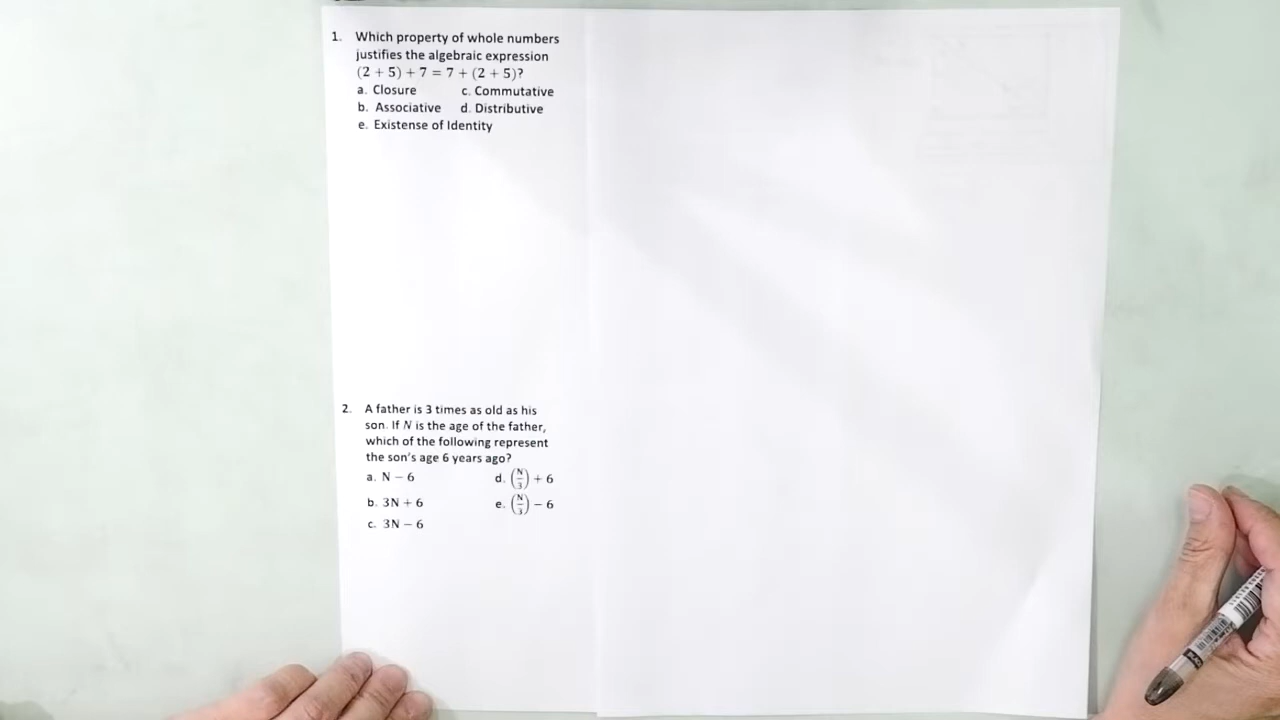 1. Which property of whole numbers
justifies the algebraic expression
(2 + 5) + 7 = 7 + (2 + 5)?
a. Closure c. Commutative
b. Associative d. Distributive
e. Existense of Identity
2. A father is 3 times as old as his
son. If N is the age of the father,
which of the following represent
the son's age 6 years ago?
a. N – 6 d. (N/3) + 6
b. 3N + 6 e. (N/3) – 6
c. 3N – 6